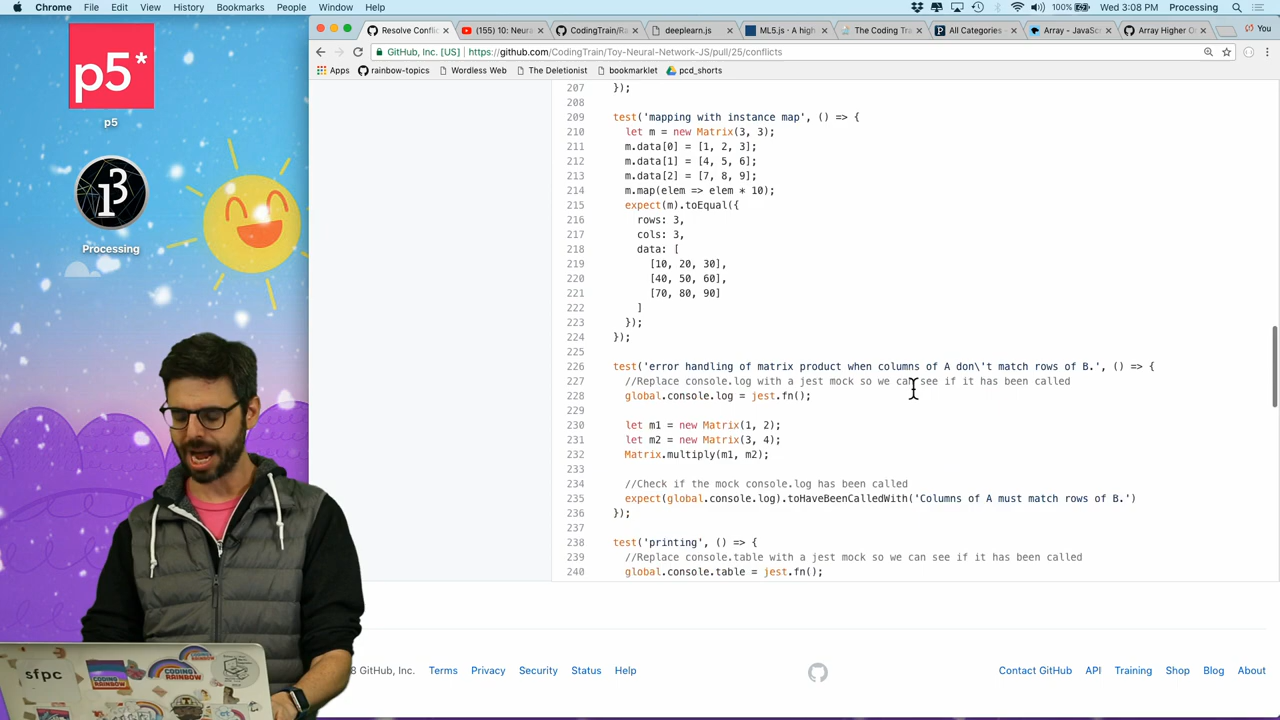 Chrome File Edit View History Bookmarks People Window Help
100% Wed 3:08 PM Processing
Resolve Conflic
(155) 10: Neura
CodingTrain/Ra
deeplearn.js
ML5.js - A high
The Coding Tra
All Categories -
Array - JavaScr
Array Higher O
You
GitHub, Inc. [US] https://github.com/CodingTrain/Toy-Neural-Network-JS/pull/25/conflicts
Apps rainbow-topics Wordless Web The Deletionist bookmarklet pcd_shorts
p5*
p5
Processing
207 });
208
209 test('mapping with instance map', () => {
210 let m = new Matrix(3, 3);
211 m.data[0] = [1, 2, 3];
212 m.data[1] = [4, 5, 6];
213 m.data[2] = [7, 8, 9];
214 m.map(elem => elem * 10);
215 expect(m).toEqual({
216 rows: 3,
217 cols: 3,
218 data: [
219 [10, 20, 30],
220 [40, 50, 60],
221 [70, 80, 90]
222 ]
223 });
224 });
225
226 test('error handling of matrix product when columns of A don\'t match rows of B.', () => {
227 //Replace console.log with a jest mock so we can see if it has been called
228 global.console.log = jest.fn();
229
230 let m1 = new Matrix(1, 2);
231 let m2 = new Matrix(3, 4);
232 Matrix.multiply(m1, m2);
233
234 //Check if the mock console.log has been called
235 expect(global.console.log).toHaveBeenCalledWith('Columns of A must match rows of B.')
236 });
237
238 test('printing', () => {
239 //Replace console.table with a jest mock so we can see if it has been called
240 global.console.table = jest.fn();
8 GitHub, Inc. Terms Privacy Security Status Help
Contact GitHub API Training Shop Blog About
sfpc